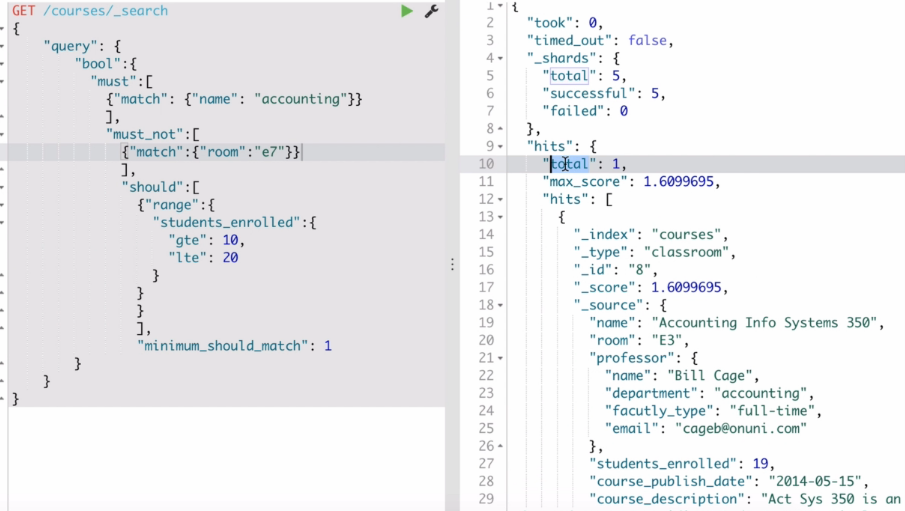 GET /courses/_search
{
"query": {
"bool":{
"must":[
{"match": {"name": "accounting"}}
],
"must_not":[
{"match":{"room":"e7"}}
],
"should":[
{"range":{
"students_enrolled":{
"gte": 10,
"lte": 20
}
}
}
],
"minimum_should_match": 1
}
}
}
1 {
2 "took": 0,
3 "timed_out": false,
4 "_shards": {
5 "total": 5,
6 "successful": 5,
7 "failed": 0
8 },
9 "hits": {
10 "total": 1,
11 "max_score": 1.6099695,
12 "hits": [
13 {
14 "_index": "courses",
15 "_type": "classroom",
16 "_id": "8",
17 "_score": 1.6099695,
18 "_source": {
19 "name": "Accounting Info Systems 350",
20 "room": "E3",
21 "professor": {
22 "name": "Bill Cage",
23 "department": "accounting",
24 "facutly_type": "full-time",
25 "email": "cageb@onuni.com"
26 },
27 "students_enrolled": 19,
28 "course_publish_date": "2014-05-15",
29 "course_description": "Act Sys 350 is an